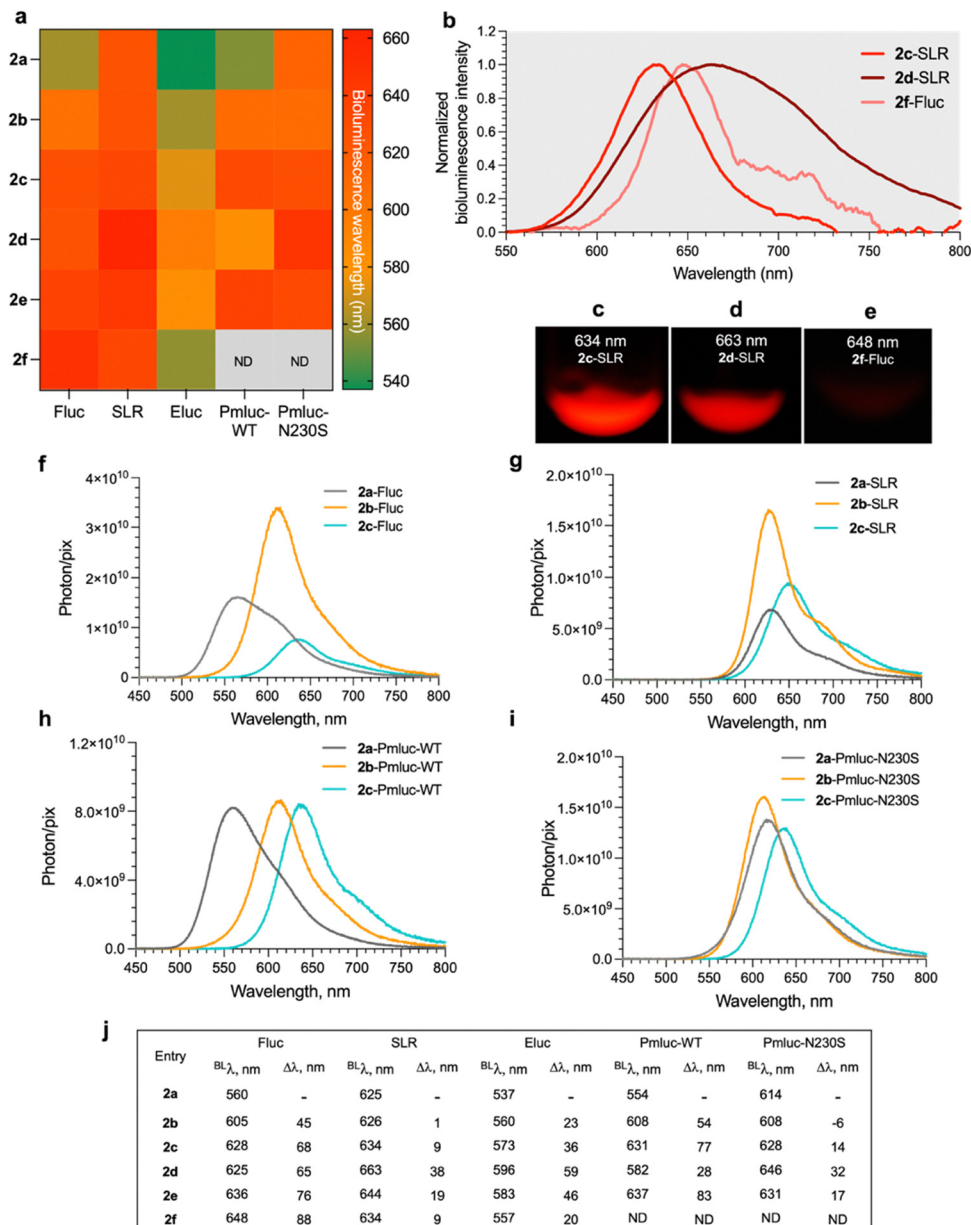 a
2a
2b
2c
2d
2e
2f
ND
ND
Fluc
SLR
Eluc
Pmluc-
WT
Pmluc-
N230S
660
640
620
600
580
560
540
Bioluminescence wavelength (nm)
b
Normalized
bioluminescence intensity
1.2
1.0
0.8
0.6
0.4
0.2
0.0
550
600
650
700
750
800
Wavelength (nm)
2c-SLR
2d-SLR
2f-Fluc
c
634 nm
2c-SLR
d
663 nm
2d-SLR
e
648 nm
2f-Fluc
f
Photon/pix
4×10¹⁰
3×10¹⁰
2×10¹⁰
1×10¹⁰
0
450 500 550 600 650 700 750 800
Wavelength, nm
2a-Fluc
2b-Fluc
2c-Fluc
g
Photon/pix
2.0×10¹⁰
1.5×10¹⁰
1.0×10¹⁰
5.0×10⁹
0.0
450 500 550 600 650 700 750 800
Wavelength, nm
2a-SLR
2b-SLR
2c-SLR
h
Photon/pix
1.2×10¹⁰
8.0×10⁹
4.0×10⁹
0.0
450 500 550 600 650 700 750 800
Wavelength, nm
2a-Pmluc-WT
2b-Pmluc-WT
2c-Pmluc-WT
i
Photon/pix
2.0×10¹⁰
1.5×10¹⁰
1.0×10¹⁰
5.0×10⁹
0.0
450 500 550 600 650 700 750 800
Wavelength, nm
2a-Pmluc-N230S
2b-Pmluc-N230S
2c-Pmluc-N230S
j
Entry Fluc SLR Eluc Pmluc-WT Pmluc-N230S
ᴮᴸλ, nm Δλ, nm ᴮᴸλ, nm Δλ, nm ᴮᴸλ, nm Δλ, nm ᴮᴸλ, nm Δλ, nm ᴮᴸλ, nm Δλ, nm
2a 560 - 625 - 537 - 554 - 614 -
2b 605 45 626 1 560 23 608 54 608 -6
2c 628 68 634 9 573 36 631 77 628 14
2d 625 65 663 38 596 59 582 28 646 32
2e 636 76 644 19 583 46 637 83 631 17
2f 648 88 634 9 557 20 ND ND ND ND